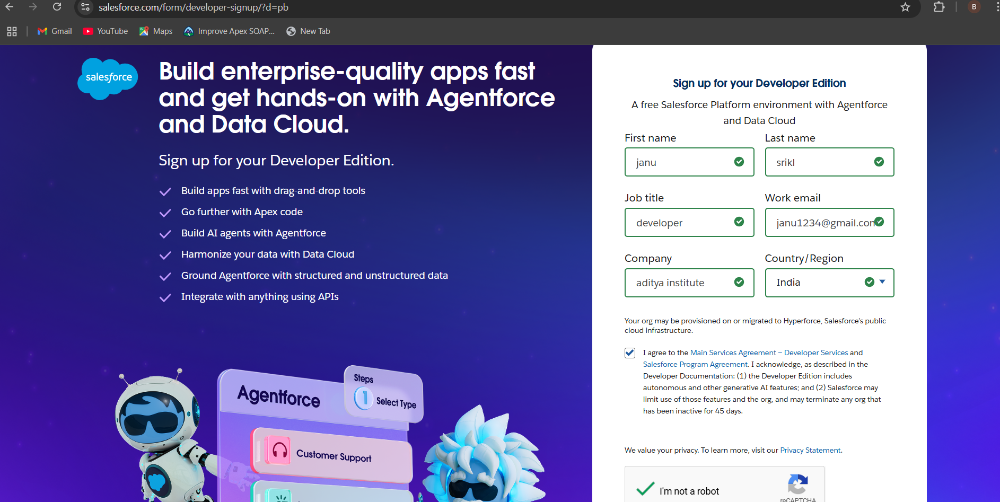 salesforce.com/form/developer-signup/?d=pb
B
Gmail
YouTube
Maps
Improve Apex SOAP...
New Tab
salesforce
Build enterprise-quality apps fast
and get hands-on with Agentforce
and Data Cloud.
Sign up for your Developer Edition.
Build apps fast with drag-and-drop tools
Go further with Apex code
Build AI agents with Agentforce
Harmonize your data with Data Cloud
Ground Agentforce with structured and unstructured data
Integrate with anything using APIs
Agentforce
Steps
1 Select Type
Customer Support
Sign up for your Developer Edition
A free Salesforce Platform environment with Agentforce
and Data Cloud
First name Last name
janu srikl
Job title Work email
developer janu1234@gmail.com
Company Country/Region
aditya institute India
Your org may be provisioned on or migrated to Hyperforce, Salesforce's public
cloud infrastructure.
I agree to the Main Services Agreement – Developer Services and
Salesforce Program Agreement. I acknowledge, as described in the
Developer Documentation: (1) the Developer Edition includes
autonomous and other generative AI features; and (2) Salesforce may
limit use of those features and the org, and may terminate any org that
has been inactive for 45 days.
We value your privacy. To learn more, visit our Privacy Statement.
I'm not a robot
reCAPTCHA